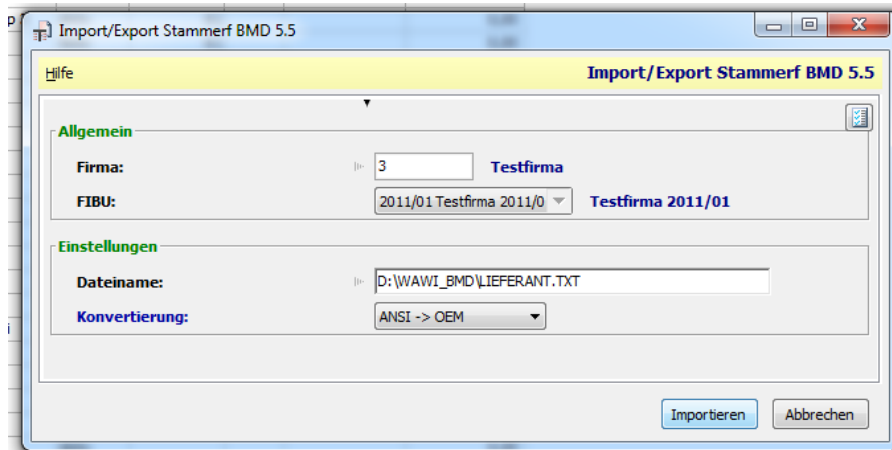 Import/Export Stammerf BMD 5.5
Hilfe
Import/Export Stammerf BMD 5.5
Allgemein
Firma: 3 Testfirma
FIBU: 2011/01 Testfirma 2011/0 Testfirma 2011/01
Einstellungen
Dateiname: D:\WAWI_BMD\LIEFERANT.TXT
Konvertierung: ANSI -> OEM
Importieren Abbrechen